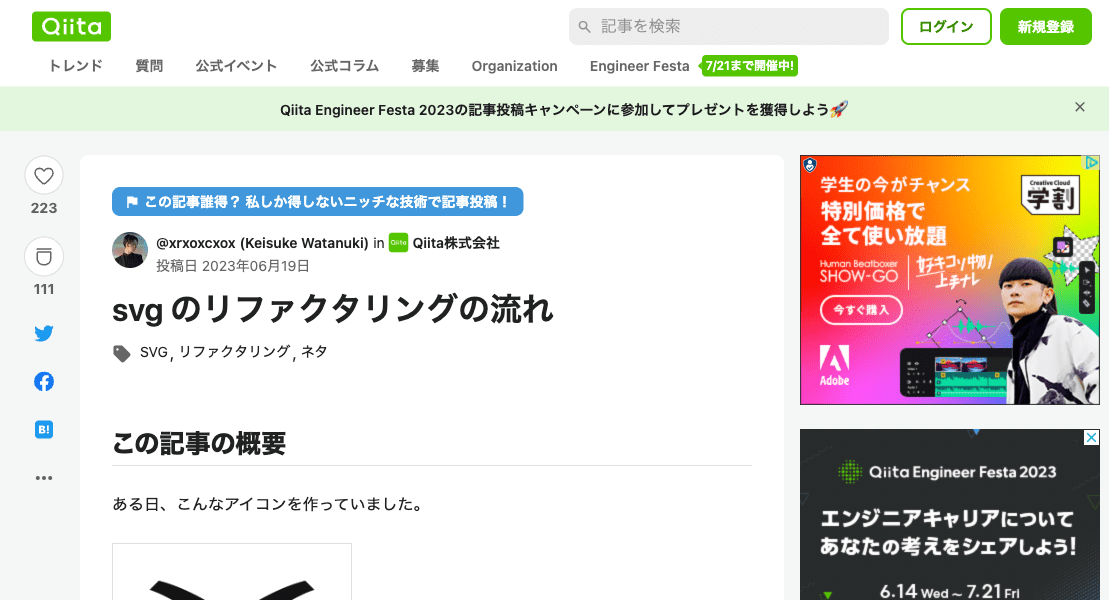 Qiita
記事を検索
ログイン
新規登録
トレンド 質問 公式イベント 公式コラム 募集 Organization Engineer Festa 7/21まで開催中!
Qiita Engineer Festa 2023の記事投稿キャンペーンに参加してプレゼントを獲得しよう🚀
223
111
B!
この記事誰得？ 私しか得しないニッチな技術で記事投稿！
@xrxoxcxox (Keisuke Watanuki) in Qiita Qiita株式会社
投稿日 2023年06月19日
svg のリファクタリングの流れ
SVG, リファクタリング, ネタ
この記事の概要
ある日、こんなアイコンを作っていました。
学生の今がチャンス
特別価格で
全て使い放題
Creative Cloud
学割
Human Beatboxer
SHOW-GO
好キコソ物ノ
上手ナレ
今すぐ購入
Adobe
Qiita Engineer Festa 2023
エンジニアキャリアについて
あなたの考えをシェアしよう!
6.14 Wed ~ 7.21 Fri